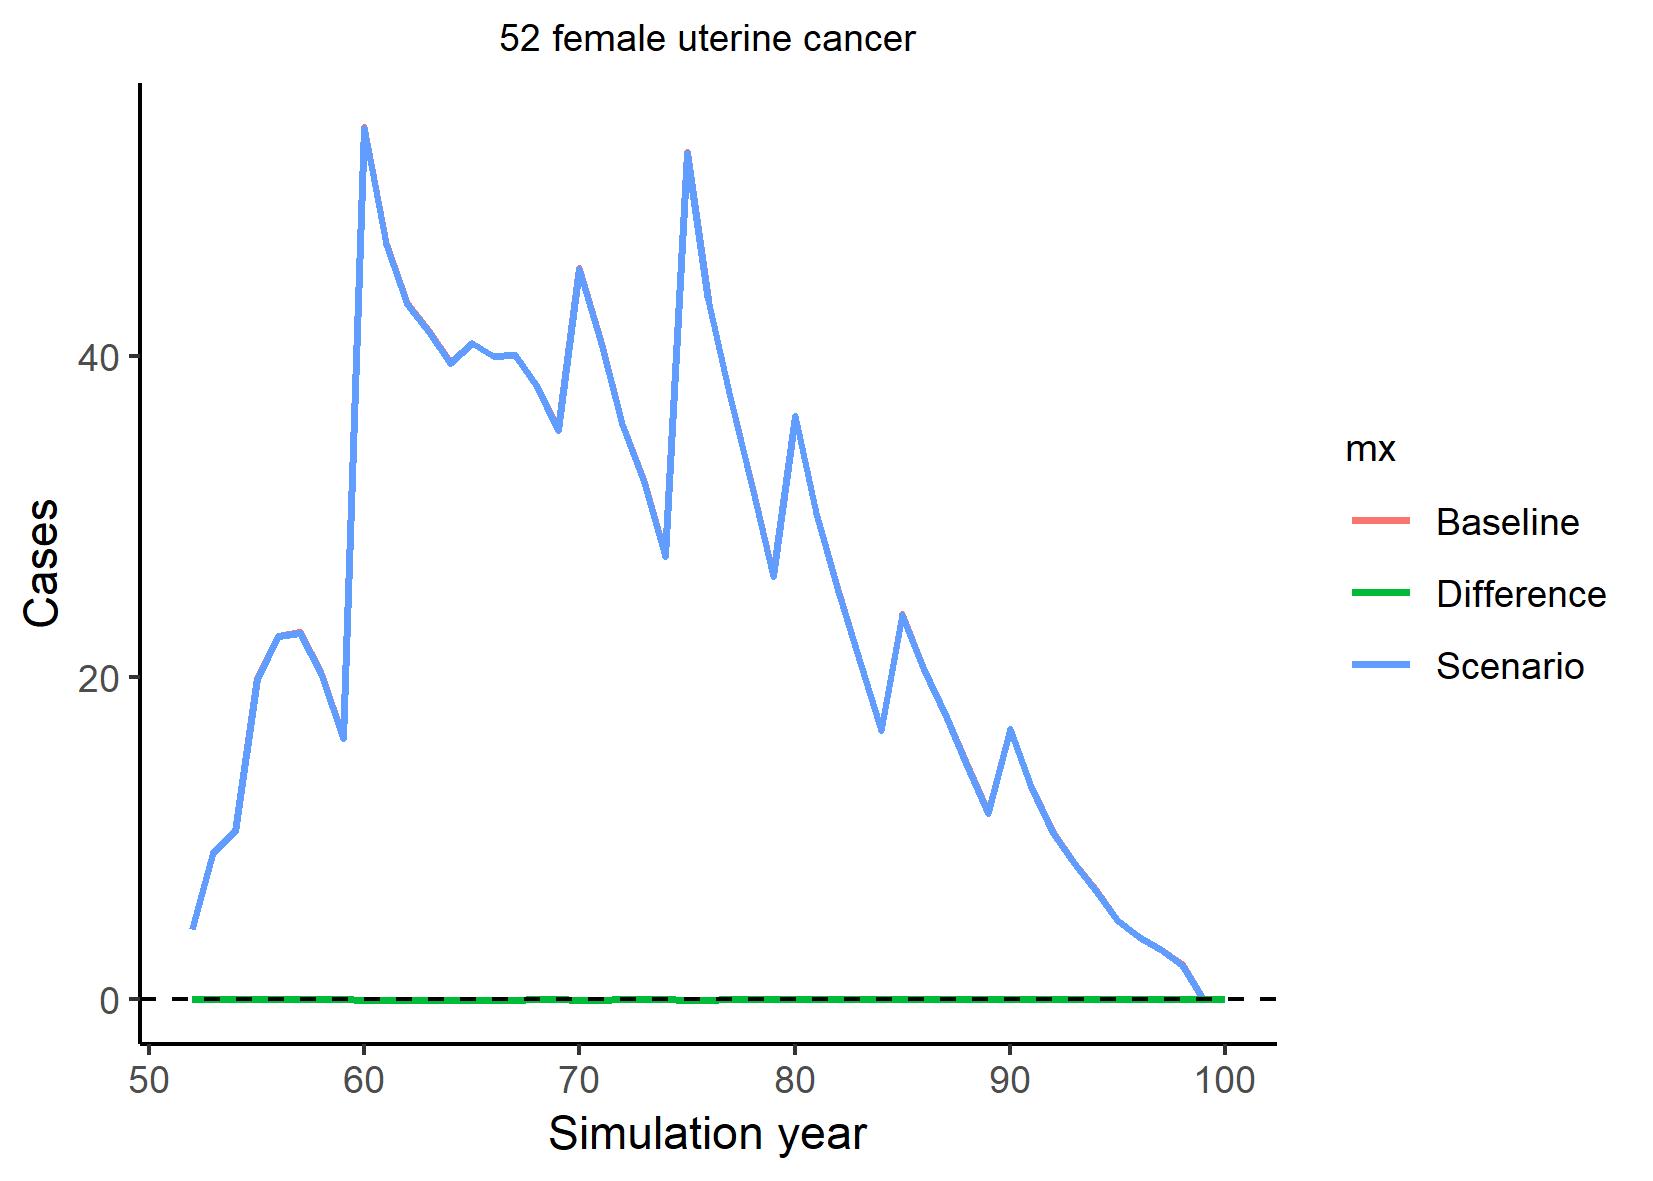 52 female uterine cancer
Cases
40
20
0
50 60 70 80 90 100
Simulation year
mx
Baseline
Difference
Scenario